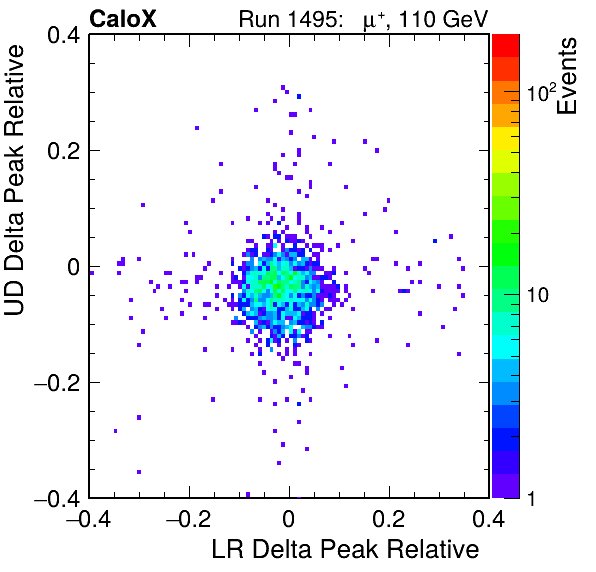 CaloX Run 1495: μ⁺, 110 GeV
UD Delta Peak Relative
0.4
0.2
0
−0.2
−0.4
−0.4 −0.2 0 0.2 0.4
LR Delta Peak Relative
Events
10²
10
1